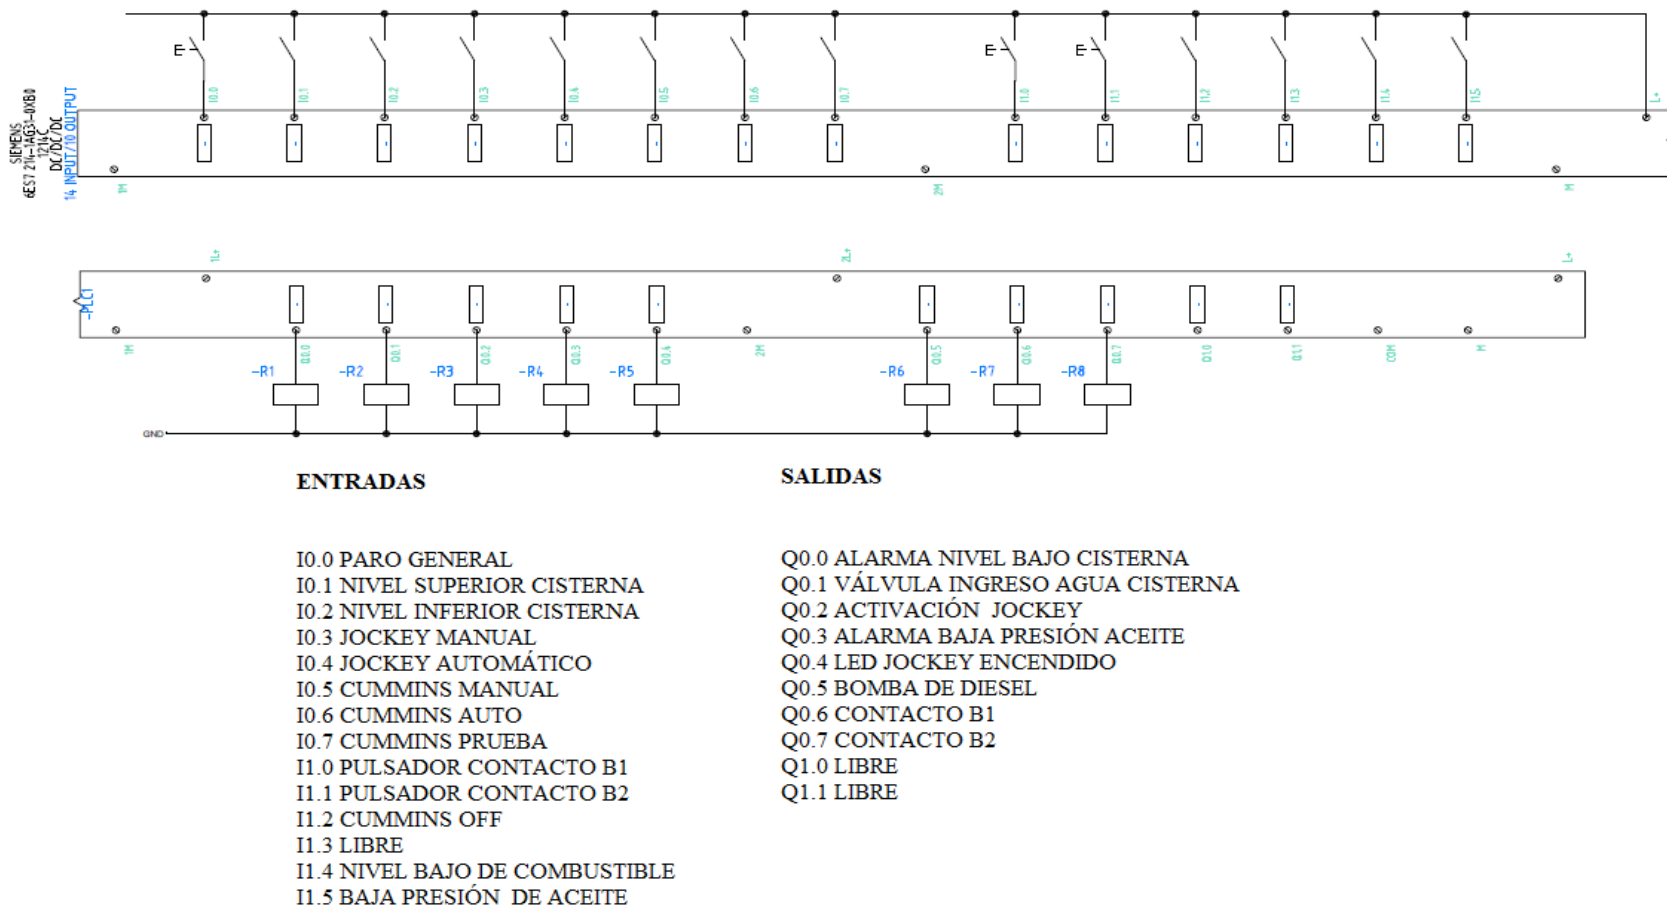 I0.0 I0.1 I0.2 I0.3 I0.4 I0.5 I0.6 I0.7 I1.0 I1.1 I1.2 I1.3 I1.4 I1.5 L+
SIEMENS
6ES7 214-1AG31-0XB0
1214C
DC/DC/DC
14 INPUT/10 OUTPUT
1M 2M M
1L+ 2L+ L+
-PLC1
1M Q0.0 Q0.1 Q0.2 Q0.3 Q0.4 2M Q0.5 Q0.6 Q0.7 Q1.0 Q1.1 COM M
-R1 -R2 -R3 -R4 -R5 -R6 -R7 -R8
GND
ENTRADAS
I0.0 PARO GENERAL
I0.1 NIVEL SUPERIOR CISTERNA
I0.2 NIVEL INFERIOR CISTERNA
I0.3 JOCKEY MANUAL
I0.4 JOCKEY AUTOMÁTICO
I0.5 CUMMINS MANUAL
I0.6 CUMMINS AUTO
I0.7 CUMMINS PRUEBA
I1.0 PULSADOR CONTACTO B1
I1.1 PULSADOR CONTACTO B2
I1.2 CUMMINS OFF
I1.3 LIBRE
I1.4 NIVEL BAJO DE COMBUSTIBLE
I1.5 BAJA PRESIÓN DE ACEITE
SALIDAS
Q0.0 ALARMA NIVEL BAJO CISTERNA
Q0.1 VÁLVULA INGRESO AGUA CISTERNA
Q0.2 ACTIVACIÓN JOCKEY
Q0.3 ALARMA BAJA PRESIÓN ACEITE
Q0.4 LED JOCKEY ENCENDIDO
Q0.5 BOMBA DE DIESEL
Q0.6 CONTACTO B1
Q0.7 CONTACTO B2
Q1.0 LIBRE
Q1.1 LIBRE